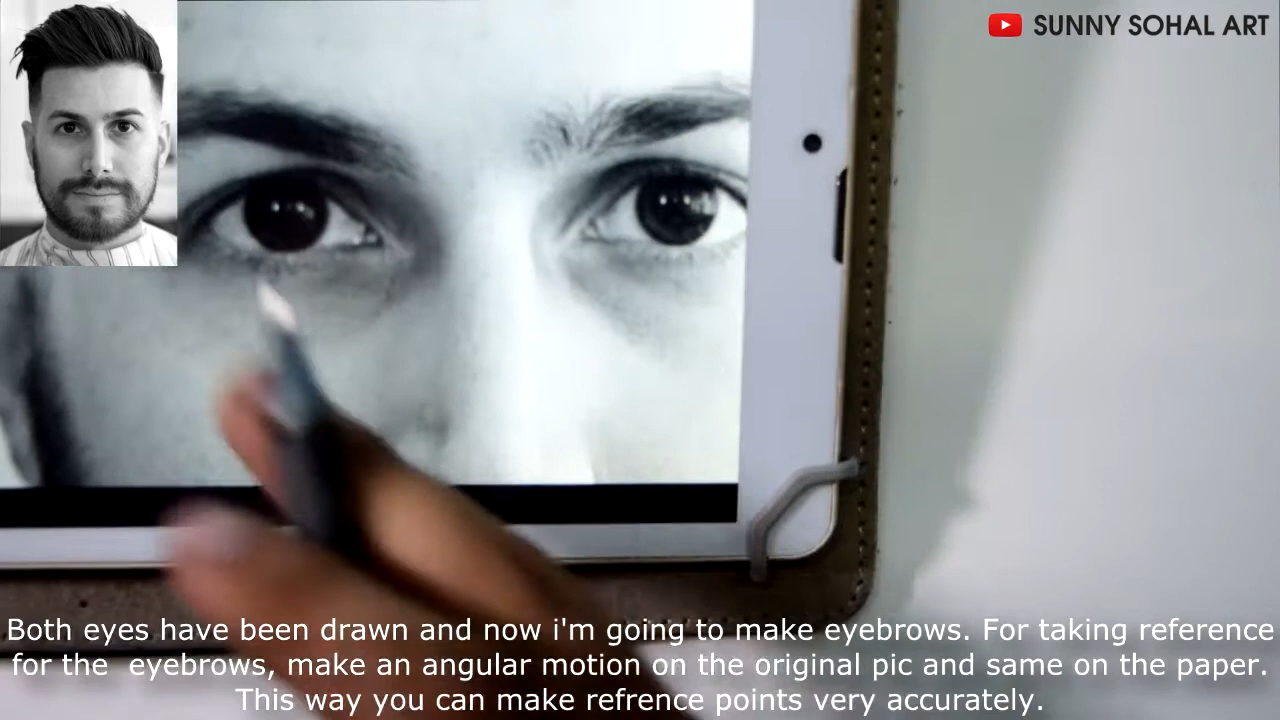 SUNNY SOHAL ART
Both eyes have been drawn and now i'm going to make eyebrows. For taking reference
for the  eyebrows, make an angular motion on the original pic and same on the paper.
This way you can make refrence points very accurately.